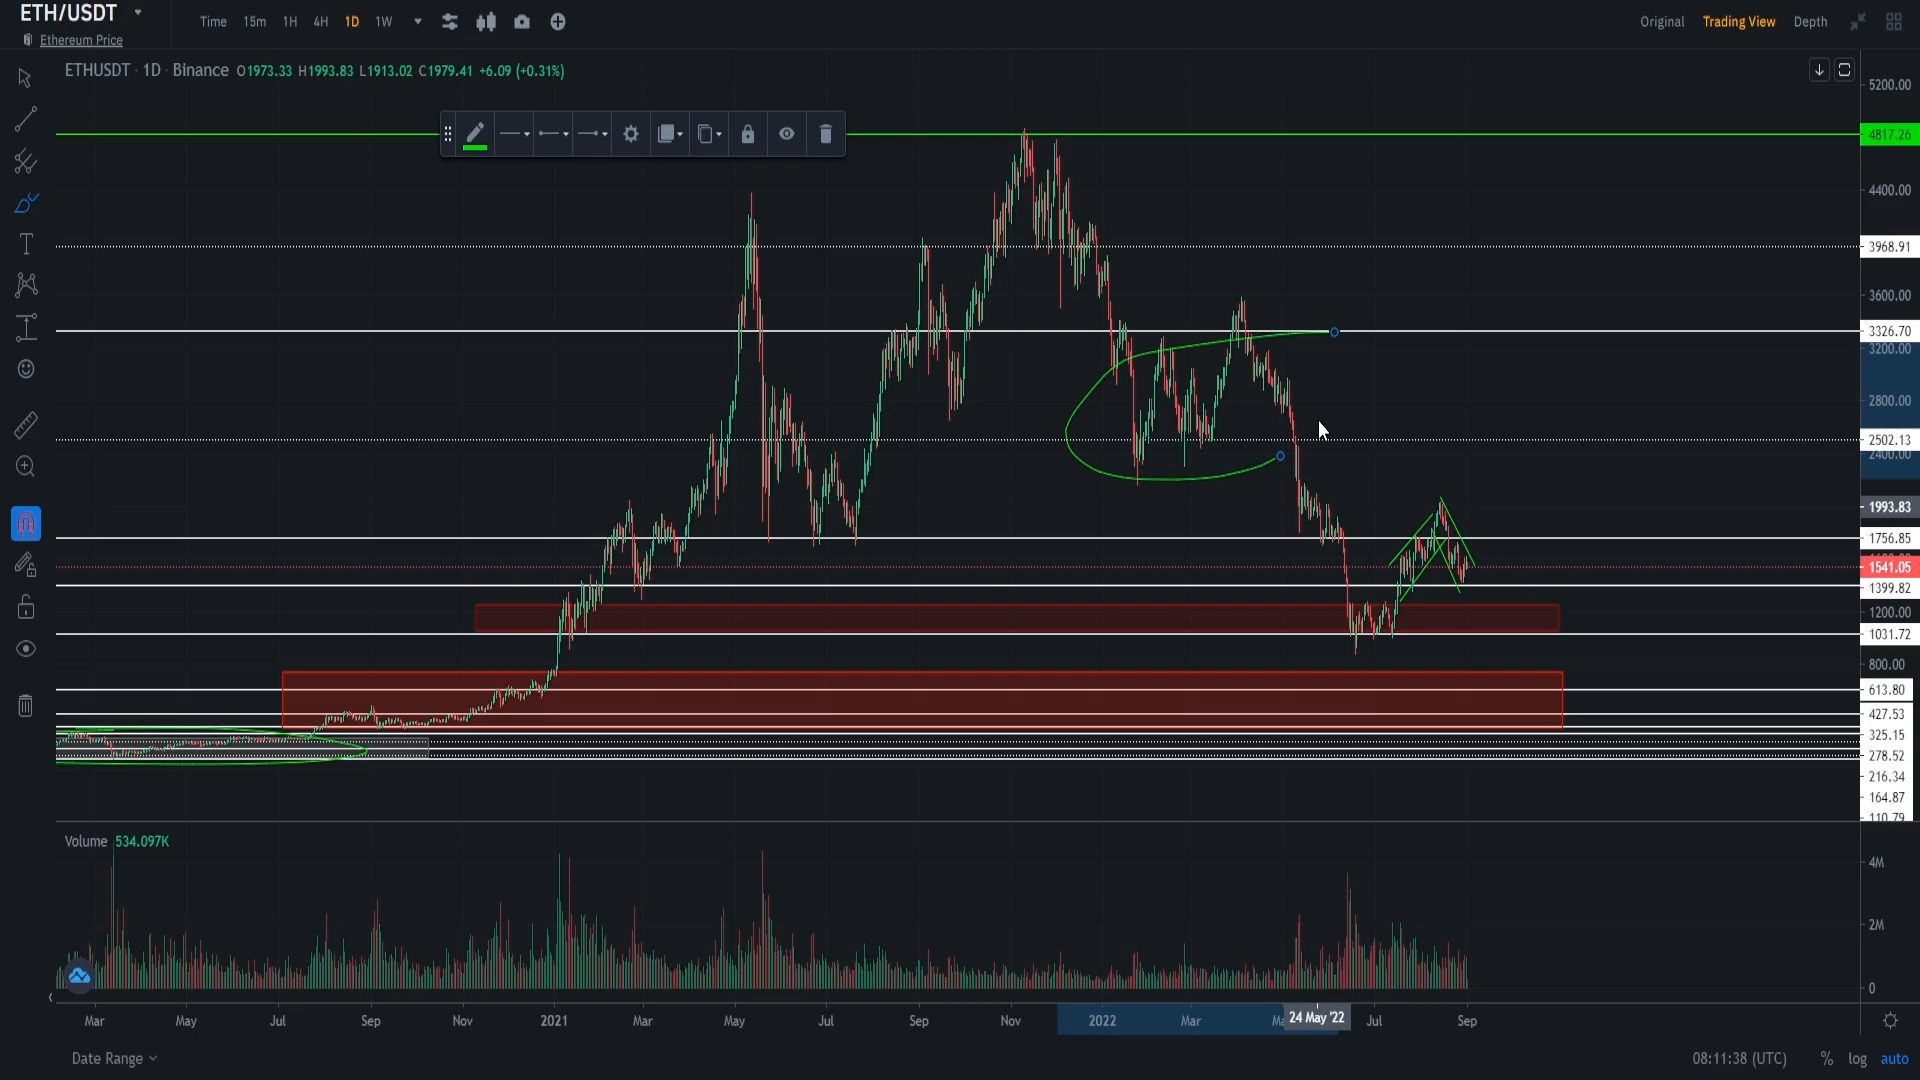 ETH/USDT
Ethereum Price
Time 15m 1H 4H 1D 1W
Original Trading View Depth
ETHUSDT · 1D · Binance O1973.33 H1993.83 L1913.02 C1979.41 +6.09 (+0.31%)
5200.00
4817.26
4400.00
3968.91
3600.00
3326.70
3200.00
2800.00
2502.13
2400.00
1993.83
1756.85
1541.05
1399.82
1200.00
1031.72
800.00
613.80
427.53
325.15
278.52
216.34
164.87
110.79
Volume 534.097K
4M
2M
0
Mar May Jul Sep Nov 2021 Mar May Jul Sep Nov 2022 Mar 24 May '22 Jul Sep
Date Range
08:11:38 (UTC) % log auto